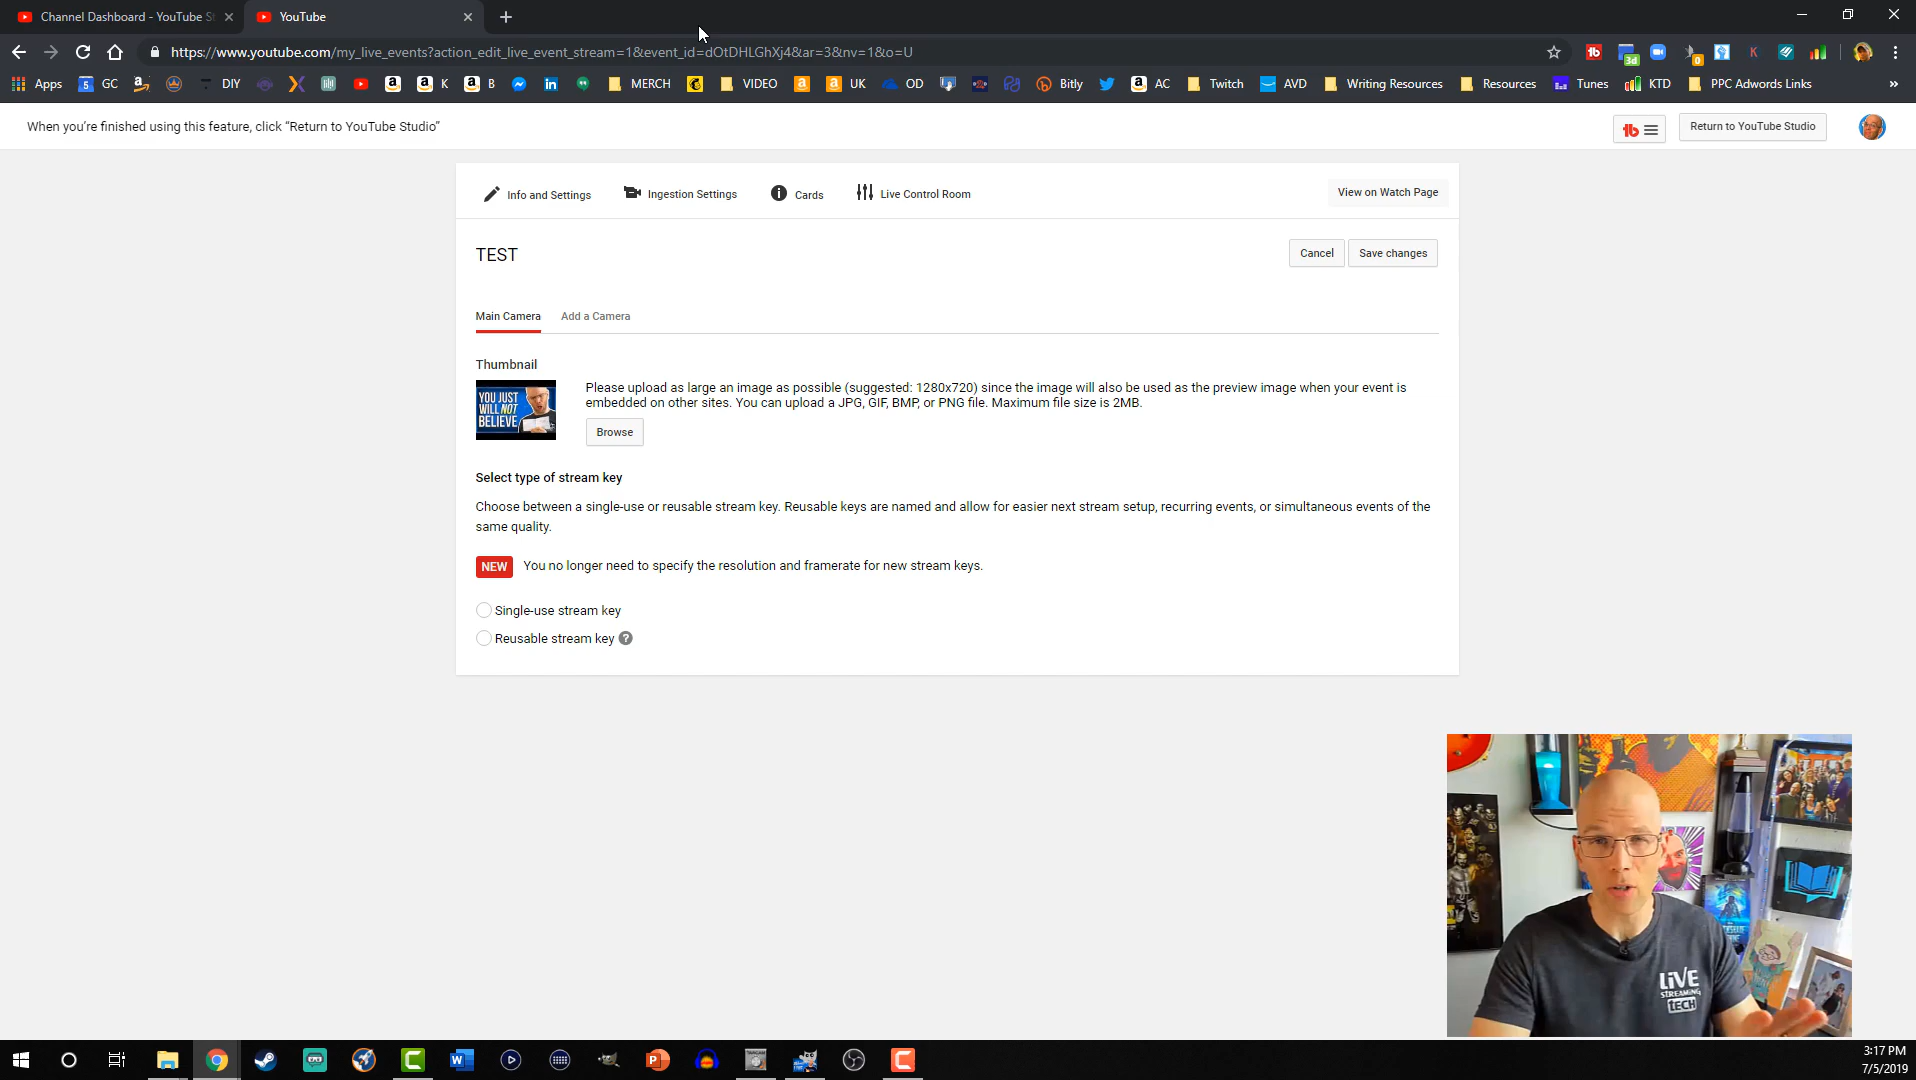 Channel Dashboard - YouTube St
YouTube
https://www.youtube.com/my_live_events?action_edit_live_event_stream=1&event_id=dOtDHLGhXj4&ar=3&nv=1&o=U
3d
0
K
Apps
5
GC
DIY
K
B
MERCH
VIDEO
UK
OD
Bitly
AC
Twitch
AVD
Writing Resources
Resources
Tunes
KTD
PPC Adwords Links
»
When you're finished using this feature, click "Return to YouTube Studio"
Return to YouTube Studio
Info and Settings
Ingestion Settings
Cards
Live Control Room
View on Watch Page
TEST
Cancel
Save changes
Main Camera
Add a Camera
Thumbnail
YOU JUST
WILL NOT
BELIEVE
Please upload as large an image as possible (suggested: 1280x720) since the image will also be used as the preview image when your event is
embedded on other sites. You can upload a JPG, GIF, BMP, or PNG file. Maximum file size is 2MB.
Browse
Select type of stream key
Choose between a single-use or reusable stream key. Reusable keys are named and allow for easier next stream setup, recurring events, or simultaneous events of the
same quality.
NEW You no longer need to specify the resolution and framerate for new stream keys.
Single-use stream key
Reusable stream key ?
LIVE
STREAMING
TECH
3:17 PM
7/5/2019